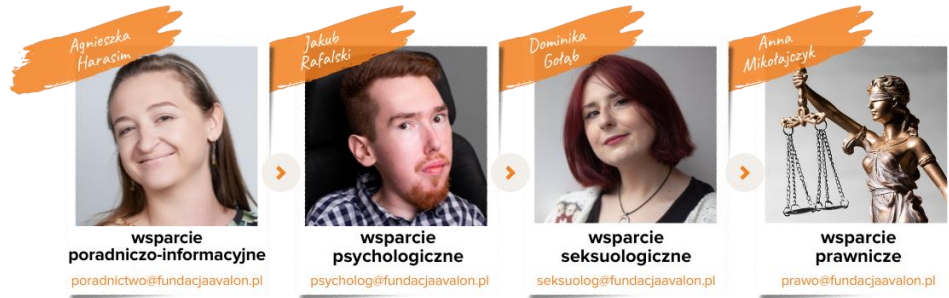 Agnieszka
Harasim
wsparcie
poradniczo-informacyjne
poradnictwo@fundacjaavalon.pl
Jakub
Rafalski
wsparcie
psychologiczne
psycholog@fundacjaavalon.pl
Dominika
Gołąb
wsparcie
seksuologiczne
seksuolog@fundacjaavalon.pl
Anna
Mikołajczyk
wsparcie
prawnicze
prawo@fundacjaavalon.pl